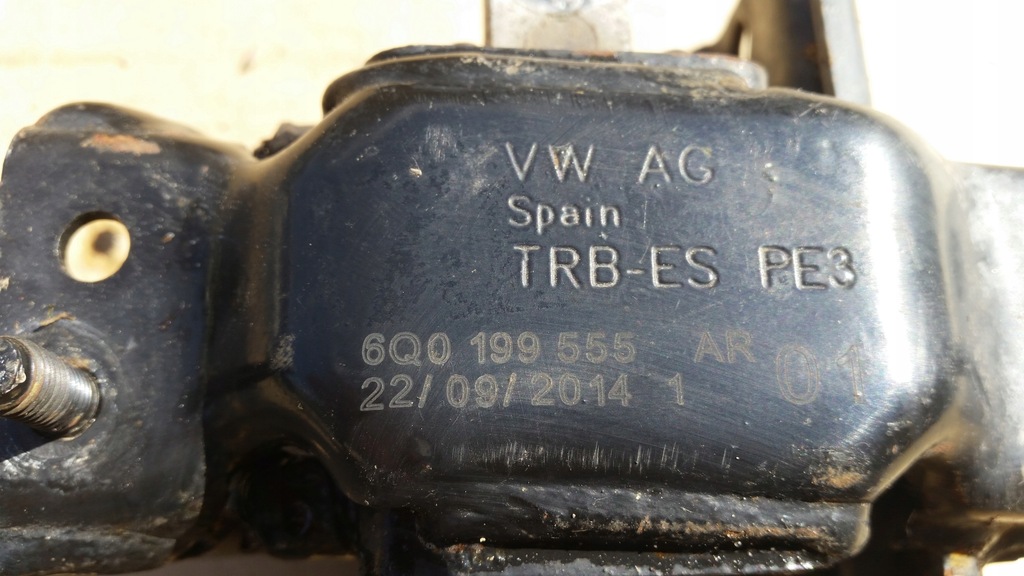 VW AG
Spain
TRB-ES PE3
6Q0 199 555 AR 01
22/09/2014 1